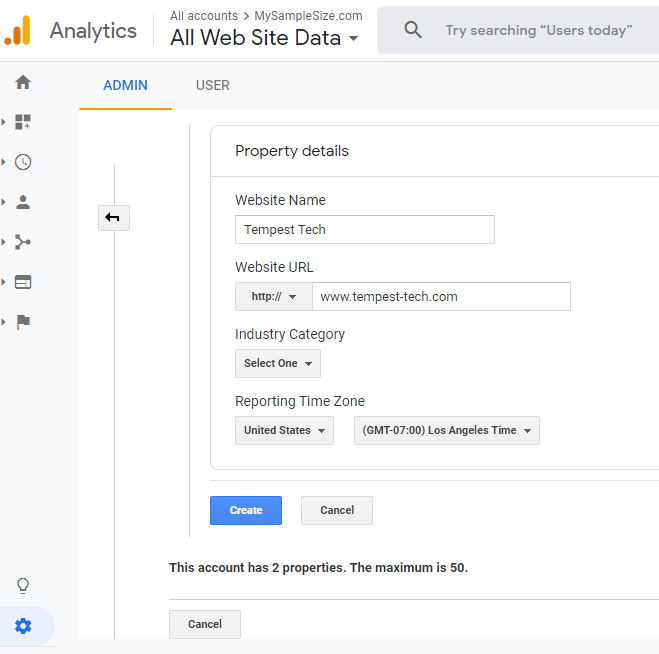 Analytics
All accounts > MySampleSize.com
All Web Site Data
Try searching “Users today”
ADMIN USER
Property details
Website Name
Tempest Tech
Website URL
http:// www.tempest-tech.com
Industry Category
Select One
Reporting Time Zone
United States (GMT-07:00) Los Angeles Time
Create Cancel
This account has 2 properties. The maximum is 50.
Cancel